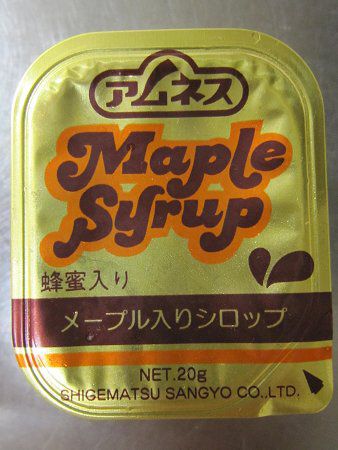 アムネス
Maple
Syrup
蜂蜜入り
メープル入りシロップ
NET.20g
SHIGEMATSU SANGYO CO.,LTD.